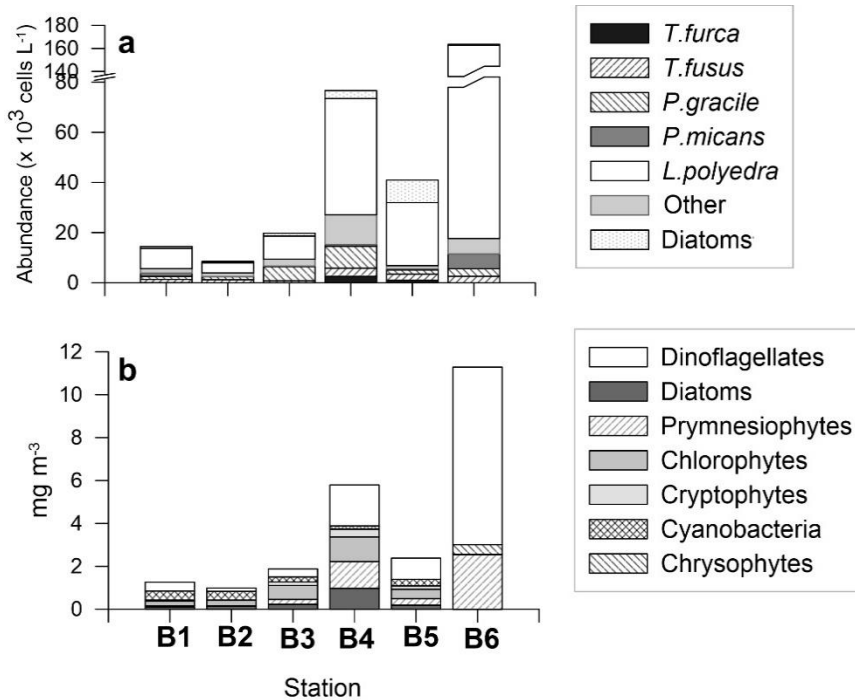 a
Abundance (x 10³ cells L⁻¹)
180
160
140
80
60
40
20
0
T.furca
T.fusus
P.gracile
P.micans
L.polyedra
Other
Diatoms
b
mg m⁻³
12
10
8
6
4
2
0
B1 B2 B3 B4 B5 B6
Station
Dinoflagellates
Diatoms
Prymnesiophytes
Chlorophytes
Cryptophytes
Cyanobacteria
Chrysophytes